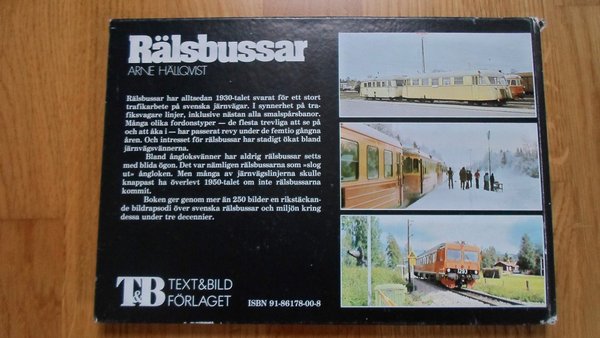 Rälsbussar
ARNE HÄLLQVIST
Rälsbussar har alltsedan 1930-talet svarat för ett stort
trafikarbete på svenska järnvägar. I synnerhet på tra-
fiksvagare linjer, inklusive nästan alla smalspårsbanor.
Många olika fordonstyper — de flesta trevliga att se på
och att åka i — har passerat revy under de femtio gångna
åren. Och intresset för rälsbussar har stadigt ökat bland
järnvägsvännerna.
Bland ångloksvänner har aldrig rälsbussar setts
med blida ögon. Det var nämligen rälsbussarna som »slog
ut» ångloken. Men många av järnvägslinjerna skulle
knappast ha överlevt 1950-talet om inte rälsbussarna
kommit.
Boken ger genom mer än 250 bilder en rikstäckan-
de bildrapsodi över svenska rälsbussar och miljön kring
dessa under tre decennier.
T&B TEXT&BILD
FÖRLAGET
ISBN 91-86178-00-8
1293